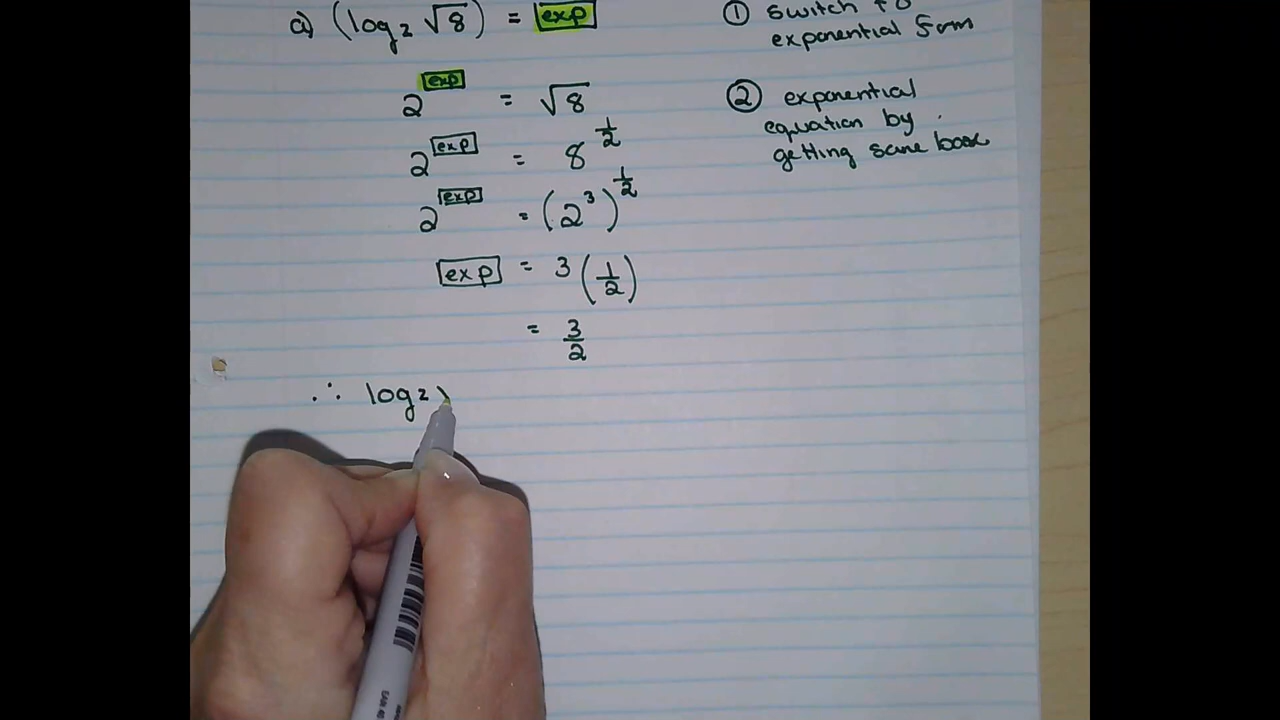 a) (log₂ √8) = exp
① switch to
exponential form
2^exp = √8
② exponential
equation by
getting same base
2^exp = 8^(1/2)
2^exp = (2³)^(1/2)
exp = 3(1/2)
= 3/2
∴ log₂